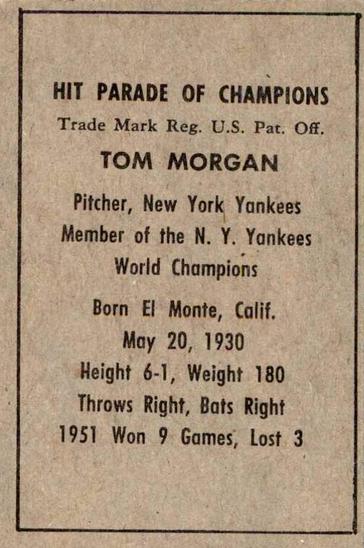 HIT PARADE OF CHAMPIONS
Trade Mark Reg. U.S. Pat. Off.
TOM MORGAN
Pitcher, New York Yankees
Member of the N. Y. Yankees
World Champions
Born El Monte, Calif.
May 20, 1930
Height 6-1, Weight 180
Throws Right, Bats Right
1951 Won 9 Games, Lost 3